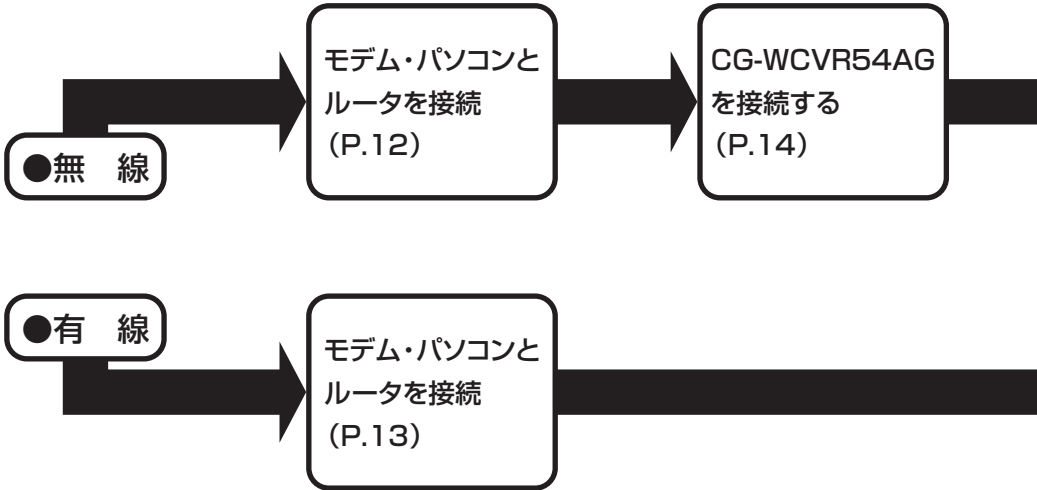 ●無　線
モデム・パソコンと
ルータを接続
（P.12）
CG-WCVR54AG
を接続する
（P.14）
●有　線
モデム・パソコンと
ルータを接続
（P.13）